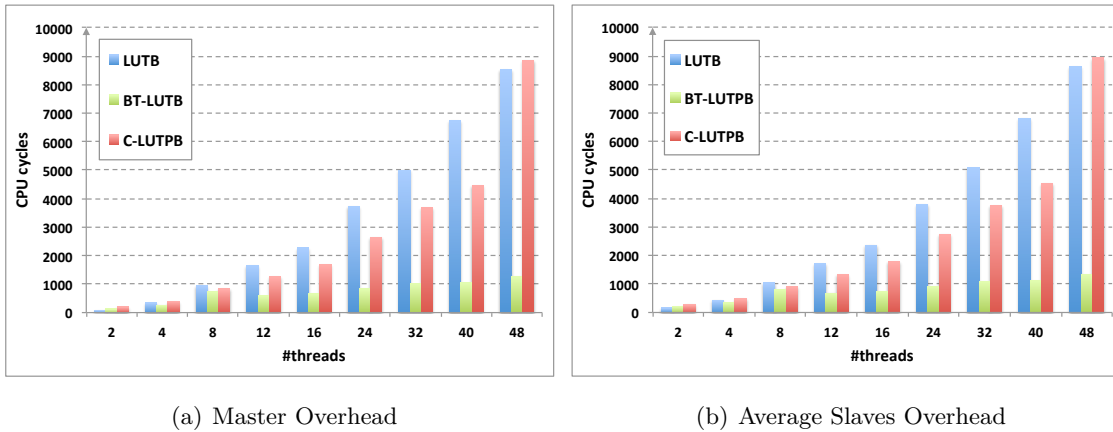 10000
9000
8000
7000
6000
5000
4000
3000
2000
1000
0
CPU cycles
LUTB
BT-LUTB
C-LUTPB
2 4 8 12 16 24 32 40 48
#threads
(a) Master Overhead
10000
9000
8000
7000
6000
5000
4000
3000
2000
1000
0
CPU cycles
LUTB
BT-LUTPB
C-LUTPB
2 4 8 12 16 24 32 40 48
#threads
(b) Average Slaves Overhead